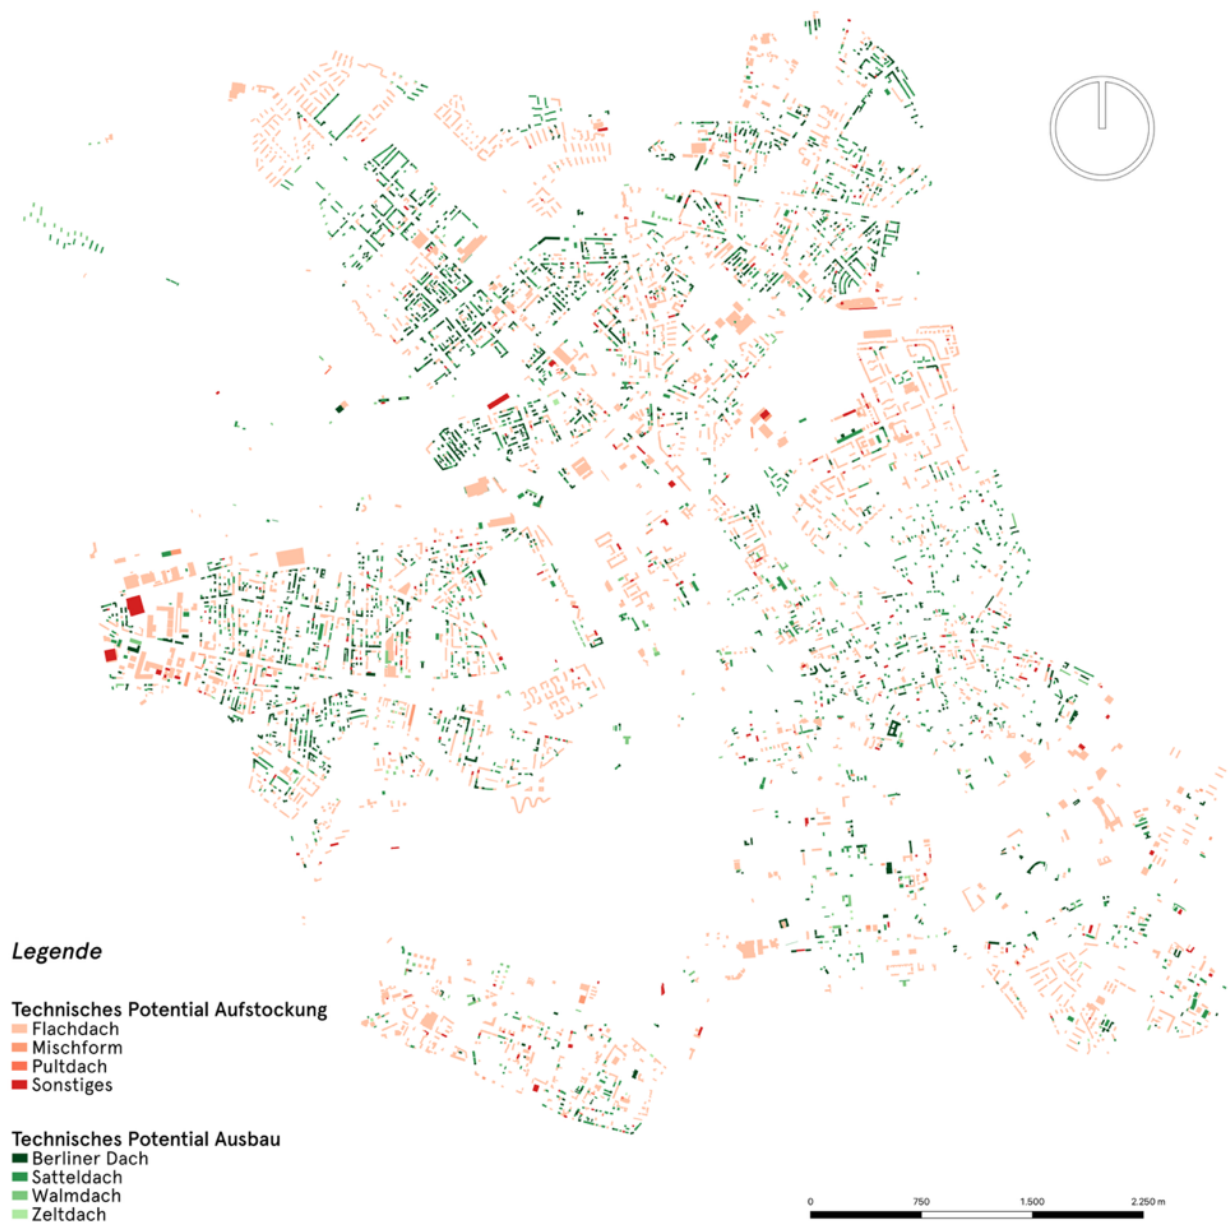 Legende
Technisches Potential Aufstockung
Flachdach
Mischform
Pultdach
Sonstiges
Technisches Potential Ausbau
Berliner Dach
Satteldach
Walmdach
Zeltdach
0 750 1.500 2.250 m